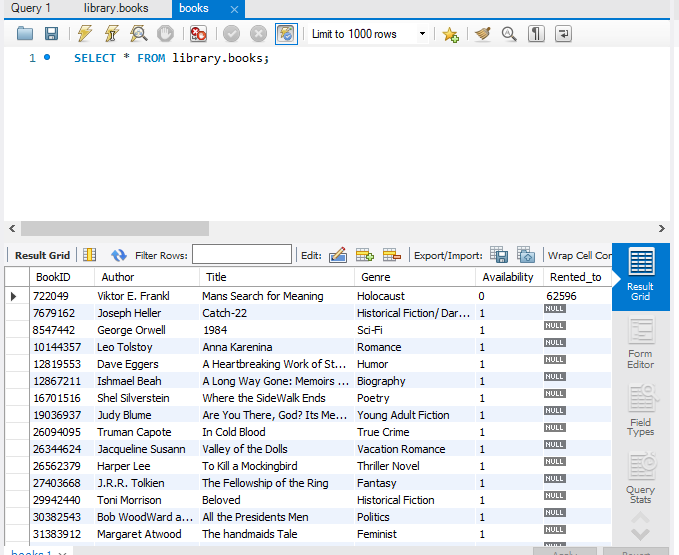 Query 1 library.books books
Limit to 1000 rows
1 SELECT * FROM library.books;
Result Grid Filter Rows: Edit: Export/Import: Wrap Cell Con
BookID Author Title Genre Availability Rented_to
722049 Viktor E. Frankl Mans Search for Meaning Holocaust 0 62596
7679162 Joseph Heller Catch-22 Historical Fiction/ Dar... 1 NULL
8547442 George Orwell 1984 Sci-Fi 1 NULL
10144357 Leo Tolstoy Anna Karenina Romance 1 NULL
12819553 Dave Eggers A Heartbreaking Work of St... Humor 1 NULL
12867211 Ishmael Beah A Long Way Gone: Memoirs ... Biography 1 NULL
16701516 Shel Silverstein Where the SideWalk Ends Poetry 1 NULL
19036937 Judy Blume Are You There, God? Its Me... Young Adult Fiction 1 NULL
26094095 Truman Capote In Cold Blood True Crime 1 NULL
26344624 Jacqueline Susann Valley of the Dolls Vacation Romance 1 NULL
26562379 Harper Lee To Kill a Mockingbird Thriller Novel 1 NULL
27403668 J.R.R. Tolkien The Fellowship of the Ring Fantasy 1 NULL
29942440 Toni Morrison Beloved Historical Fiction 1 NULL
30382543 Bob WoodWard a... All the Presidents Men Politics 1 NULL
31383912 Margaret Atwood The handmaids Tale Feminist 1 NULL
Result
Grid
Form
Editor
Field
Types
Query
Stats
books 1 Apply Revert